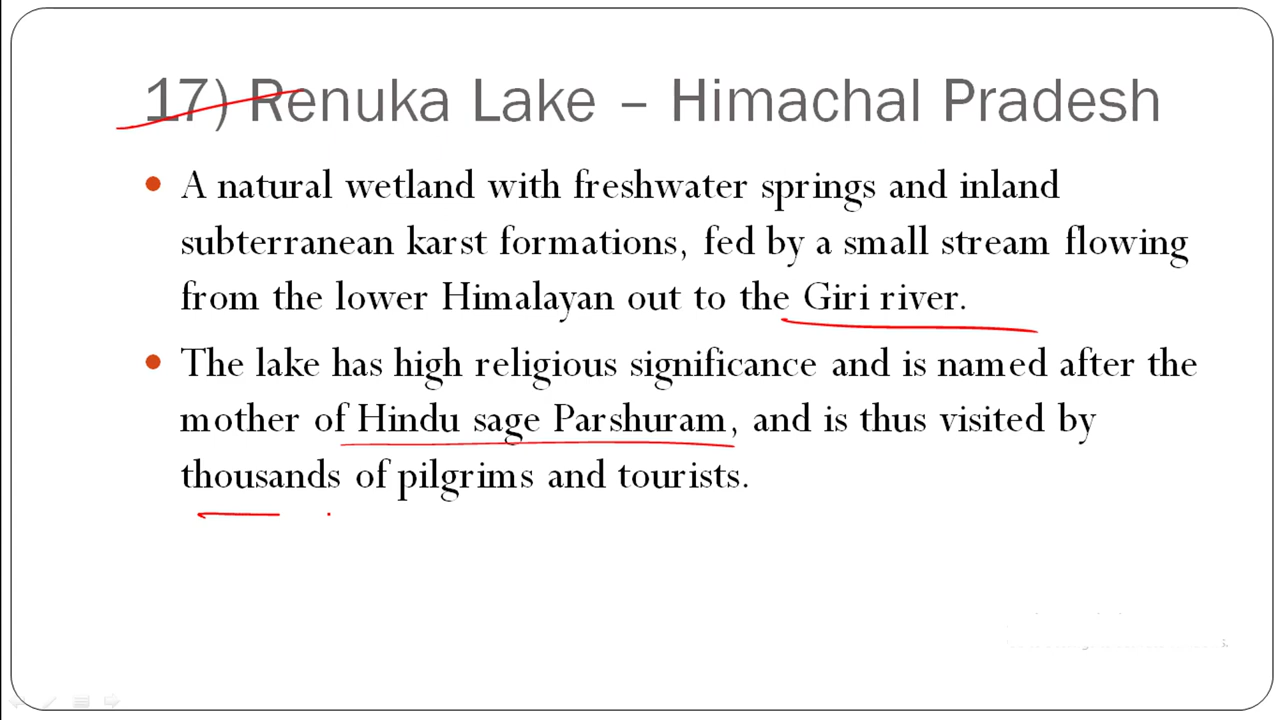 17) Renuka Lake – Himachal Pradesh
• A natural wetland with freshwater springs and inland
subterranean karst formations, fed by a small stream flowing
from the lower Himalayan out to the Giri river.
• The lake has high religious significance and is named after the
mother of Hindu sage Parshuram, and is thus visited by
thousands of pilgrims and tourists.